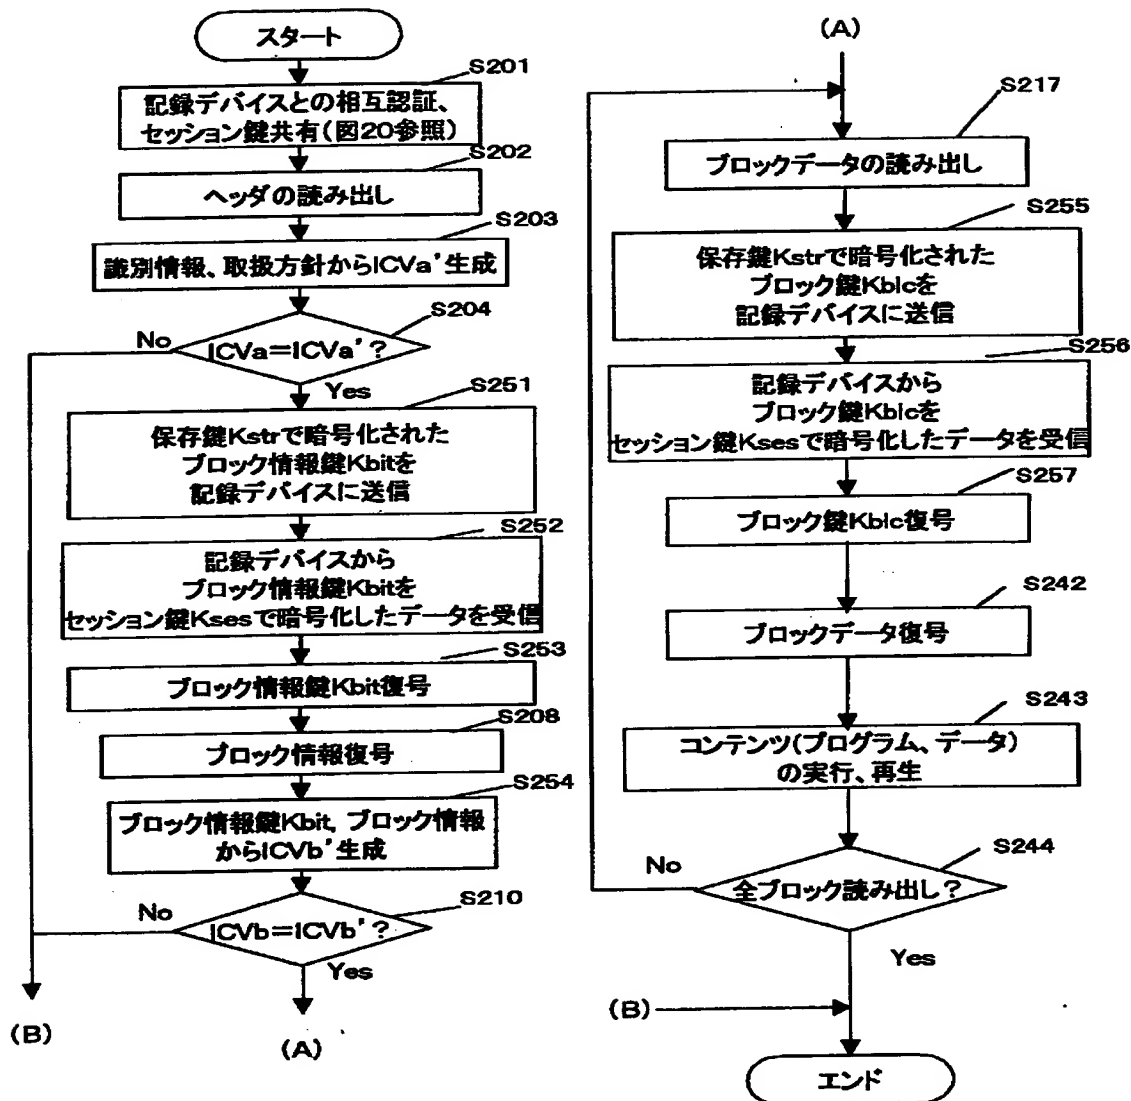 スタート
S201
記録デバイスとの相互認証、
セッション鍵共有(図20参照)
S202
ヘッダの読み出し
S203
識別情報、取扱方針からICVa'生成
S204
ICVa=ICVa'?
No
Yes
S251
保存鍵Kstrで暗号化された
ブロック情報鍵Kbitを
記録デバイスに送信
S252
記録デバイスから
ブロック情報鍵Kbitを
セッション鍵Ksesで暗号化したデータを受信
S253
ブロック情報鍵Kbit復号
S208
ブロック情報復号
S254
ブロック情報鍵Kbit, ブロック情報
からICVb'生成
S210
ICVb=ICVb'?
No
Yes
(B)
(A)
(A)
S217
ブロックデータの読み出し
S255
保存鍵Kstrで暗号化された
ブロック鍵Kblcを
記録デバイスに送信
S256
記録デバイスから
ブロック鍵Kblcを
セッション鍵Ksesで暗号化したデータを受信
S257
ブロック鍵Kblc復号
S242
ブロックデータ復号
S243
コンテンツ(プログラム、データ)
の実行、再生
S244
全ブロック読み出し?
No
Yes
(B)
エンド